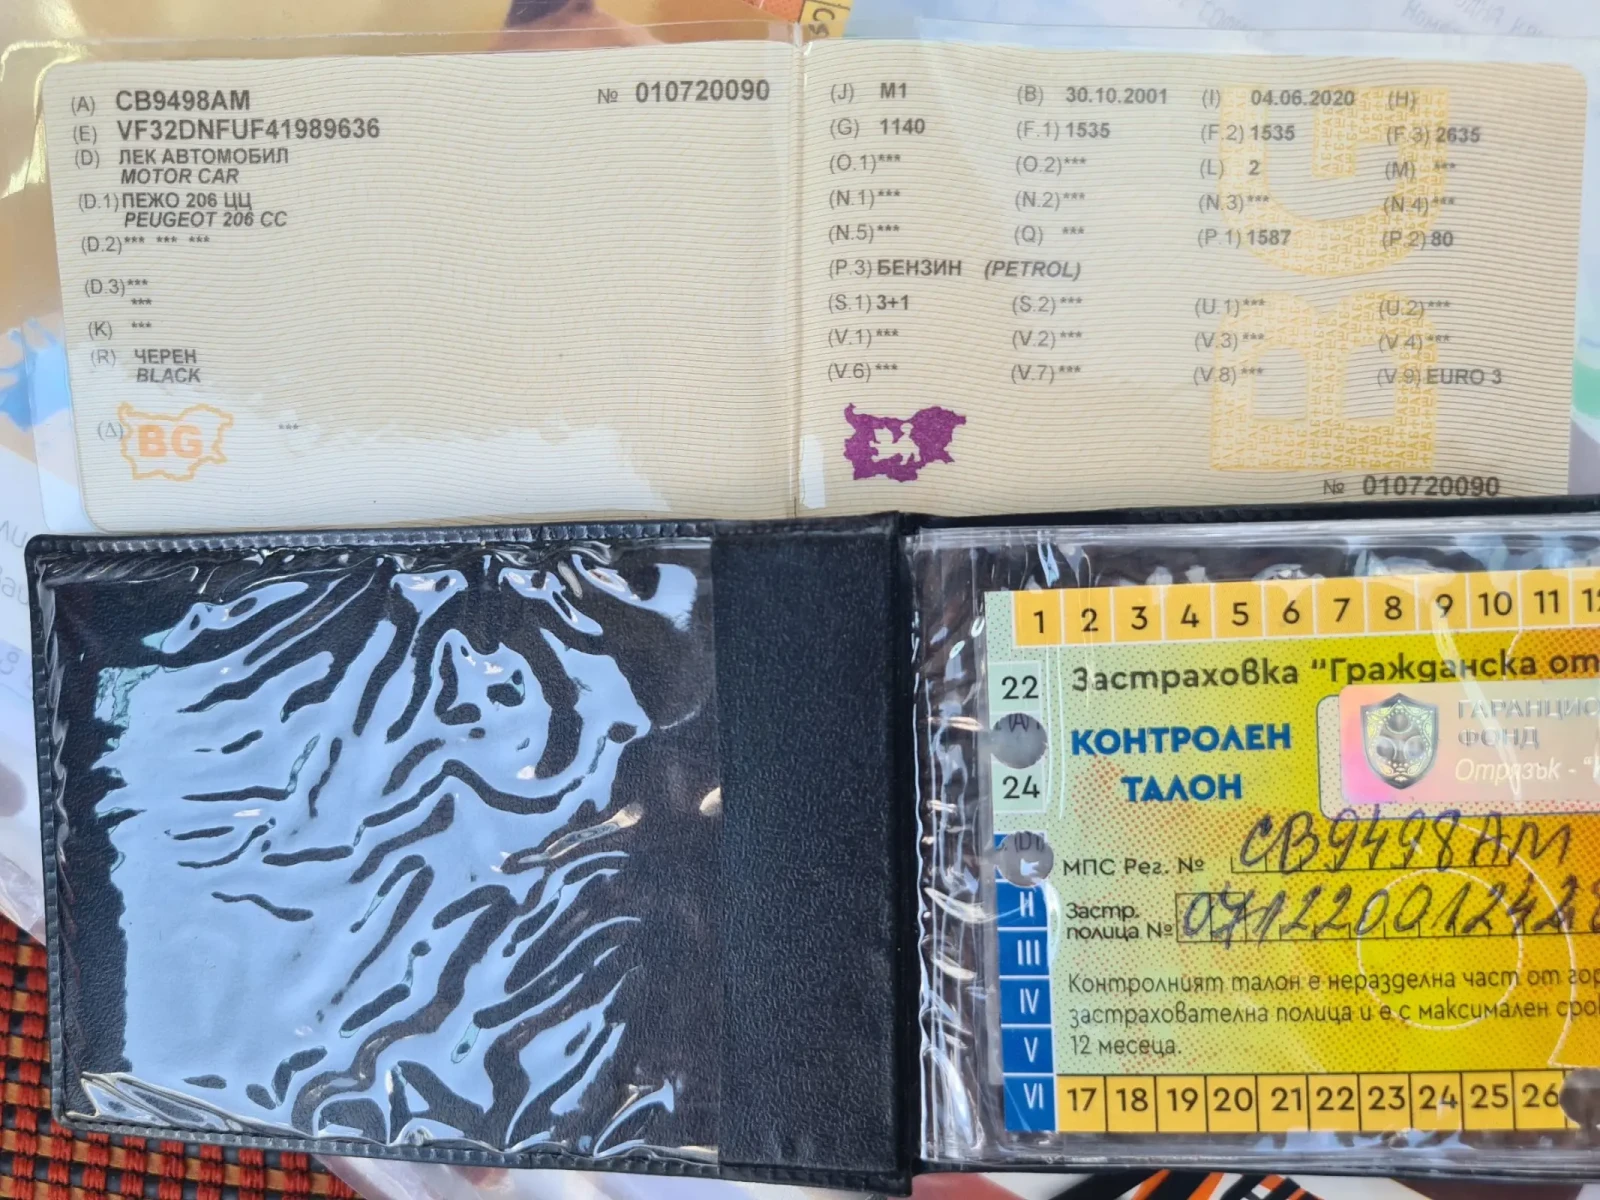 (A) СВ9498АМ № 010720090
(E) VF32DNFUF41989636
(D) ЛЕК АВТОМОБИЛ
MOTOR CAR
(D.1) ПЕЖО 206 ЦЦ
PEUGEOT 206 CC
(D.2) *** *** ***
(D.3) ***
***
(K) ***
(R) ЧЕРЕН
BLACK
(Δ) BG ***
(J) M1 (B) 30.10.2001 (I) 04.06.2020 (H)
(G) 1140 (F.1) 1535 (F.2) 1535 (F.3) 2635
(O.1) *** (O.2) *** (L) 2 (M) ***
(N.1) *** (N.2) *** (N.3) *** (N.4) ***
(N.5) *** (Q) *** (P.1) 1587 (P.2) 80
(P.3) БЕНЗИН (PETROL)
(S.1) 3+1 (S.2) *** (U.1) *** (U.2) ***
(V.1) *** (V.2) *** (V.3) *** (V.4) ***
(V.6) *** (V.7) *** (V.8) *** (V.9) EURO 3
№ 010720090
1 2 3 4 5 6 7 8 9 10 11
Застраховка "Гражданска
22
КОНТРОЛЕН
ТАЛОН
24
ФОНД
Отрязък -
МПС Рег. № СВ9498АМ
Застр.
полица №
II
III
IV
V
VI
Контролният талон е неразделна част от
застрахователна полица и е с максимален
12 месеца.
17 18 19 20 21 22 23 24 25 26